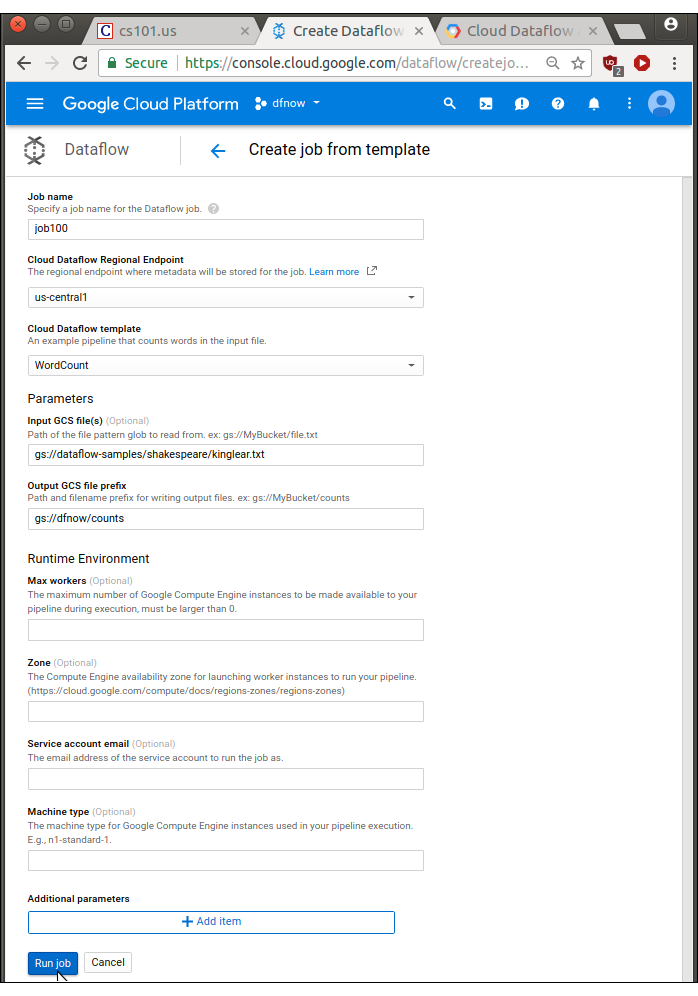 cs101.us
Create Dataflow
Cloud Dataflow
Secure
https://console.cloud.google.com/dataflow/createjo...
2
Google Cloud Platform
dfnow
Dataflow
Create job from template
Job name
Specify a job name for the Dataflow job.
job100
Cloud Dataflow Regional Endpoint
The regional endpoint where metadata will be stored for the job. Learn more
us-central1
Cloud Dataflow template
An example pipeline that counts words in the input file.
WordCount
Parameters
Input GCS file(s) (Optional)
Path of the file pattern glob to read from. ex: gs://MyBucket/file.txt
gs://dataflow-samples/shakespeare/kinglear.txt
Output GCS file prefix
Path and filename prefix for writing output files. ex: gs://MyBucket/counts
gs://dfnow/counts
Runtime Environment
Max workers (Optional)
The maximum number of Google Compute Engine instances to be made available to your
pipeline during execution, must be larger than 0.
Zone (Optional)
The Compute Engine availability zone for launching worker instances to run your pipeline.
(https://cloud.google.com/compute/docs/regions-zones/regions-zones)
Service account email (Optional)
The email address of the service account to run the job as.
Machine type (Optional)
The machine type for Google Compute Engine instances used in your pipeline execution.
E.g., n1-standard-1.
Additional parameters
+ Add item
Run job
Cancel